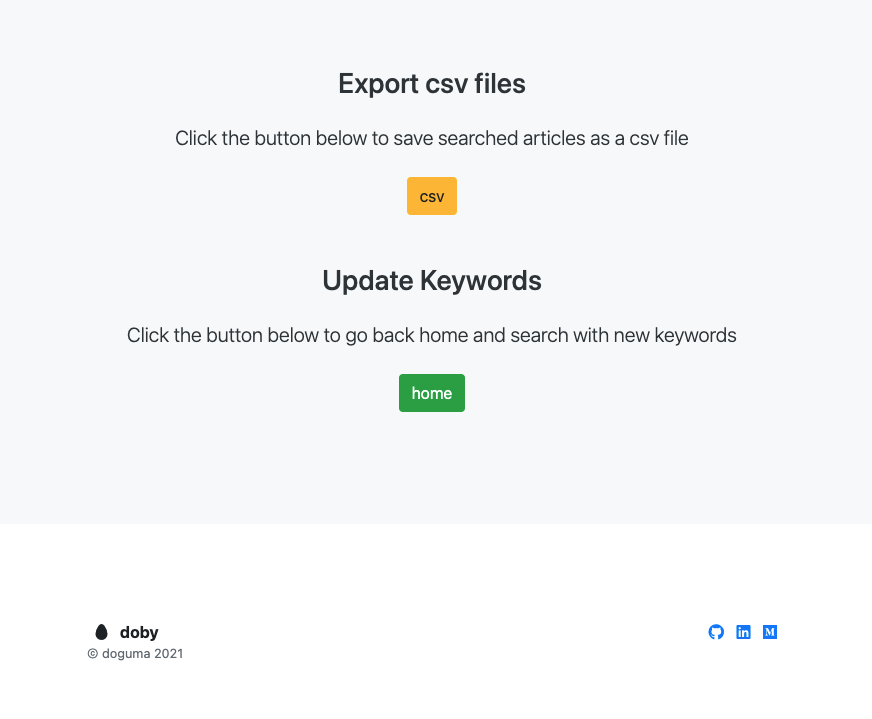 Export csv files
Click the button below to save searched articles as a csv file
CSV
Update Keywords
Click the button below to go back home and search with new keywords
home
doby
© doguma 2021